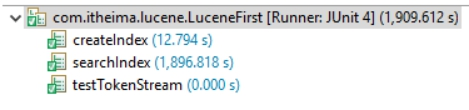 com.itheima.lucene.LuceneFirst [Runner: JUnit 4] (1,909.612 s)
createIndex (12.794 s)
searchIndex (1,896.818 s)
testTokenStream (0.000 s)